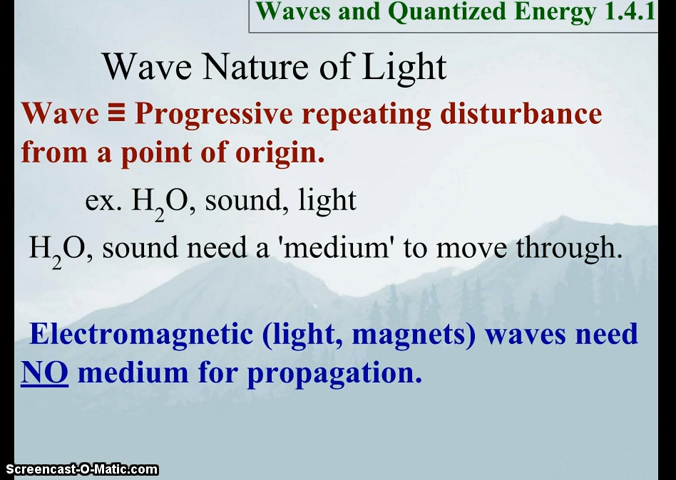 Waves and Quantized Energy 1.4.1
Wave Nature of Light
Wave ≡ Progressive repeating disturbance
from a point of origin.
ex. H₂O, sound, light
H₂O, sound need a 'medium' to move through.
Electromagnetic (light, magnets) waves need
NO medium for propagation.
Screencast-O-Matic.com